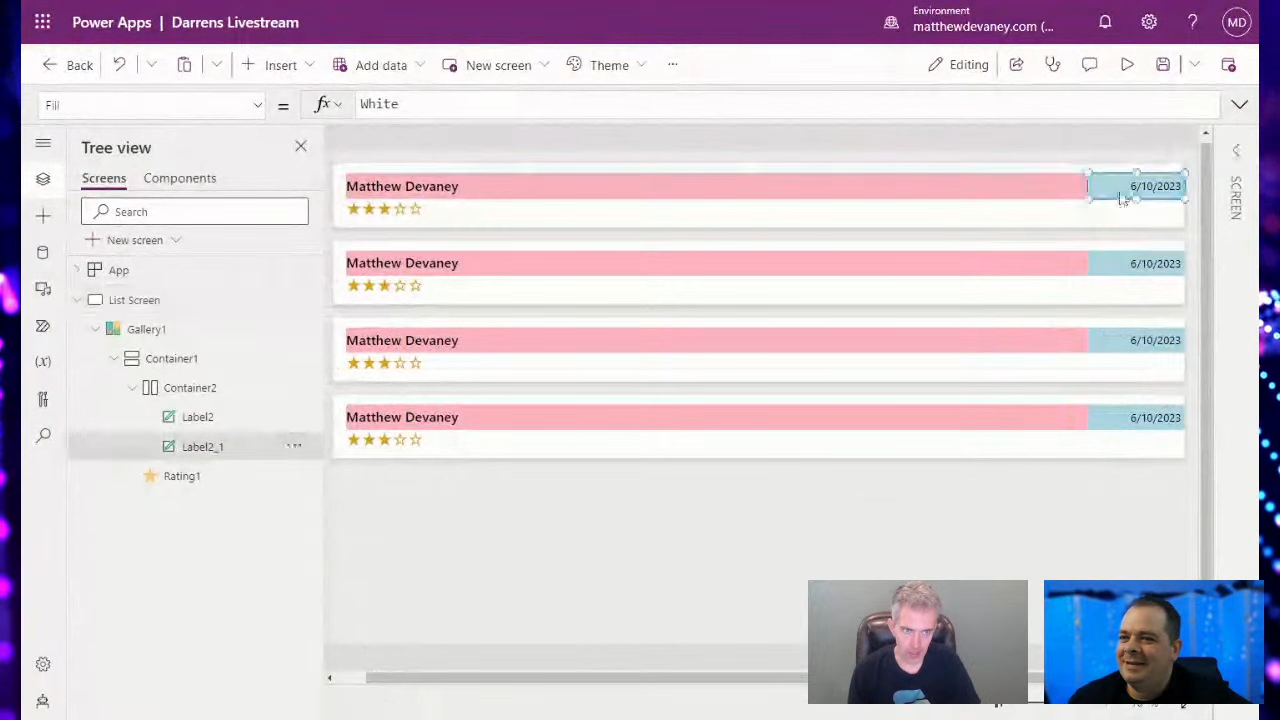 Power Apps | Darrens Livestream
Environment
matthewdevaney.com (...
MD
Back
Insert
Add data
New screen
Theme
...
Editing
Fill
=
fx
White
Tree view
Screens
Components
Search
New screen
App
List Screen
Gallery1
Container1
Container2
Label2
Label2_1
...
Rating1
Matthew Devaney
6/10/2023
Matthew Devaney
6/10/2023
Matthew Devaney
6/10/2023
Matthew Devaney
6/10/2023
SCREEN